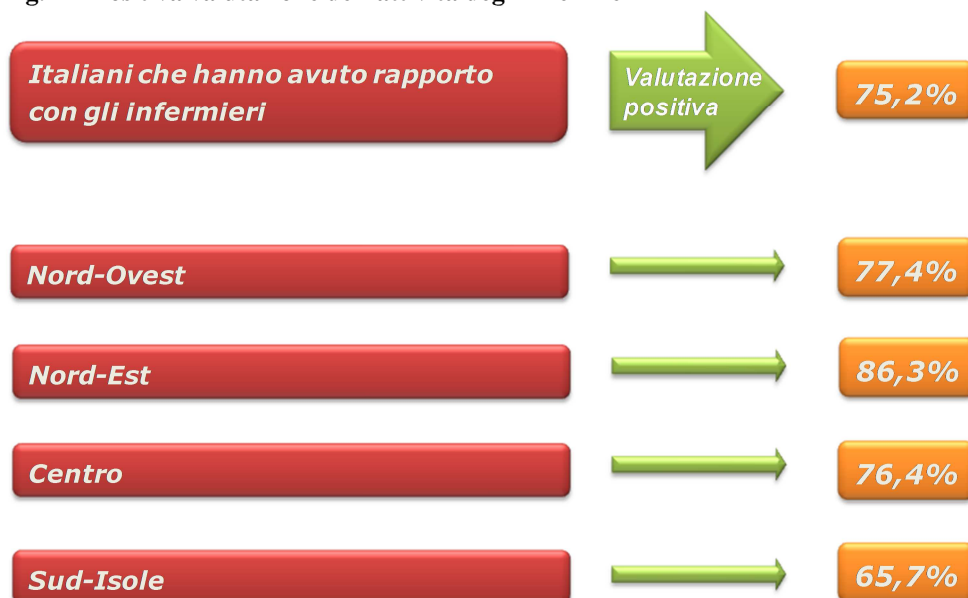 Italiani che hanno avuto rapporto
con gli infermieri
Valutazione
positiva
75,2%
Nord-Ovest
77,4%
Nord-Est
86,3%
Centro
76,4%
Sud-Isole
65,7%